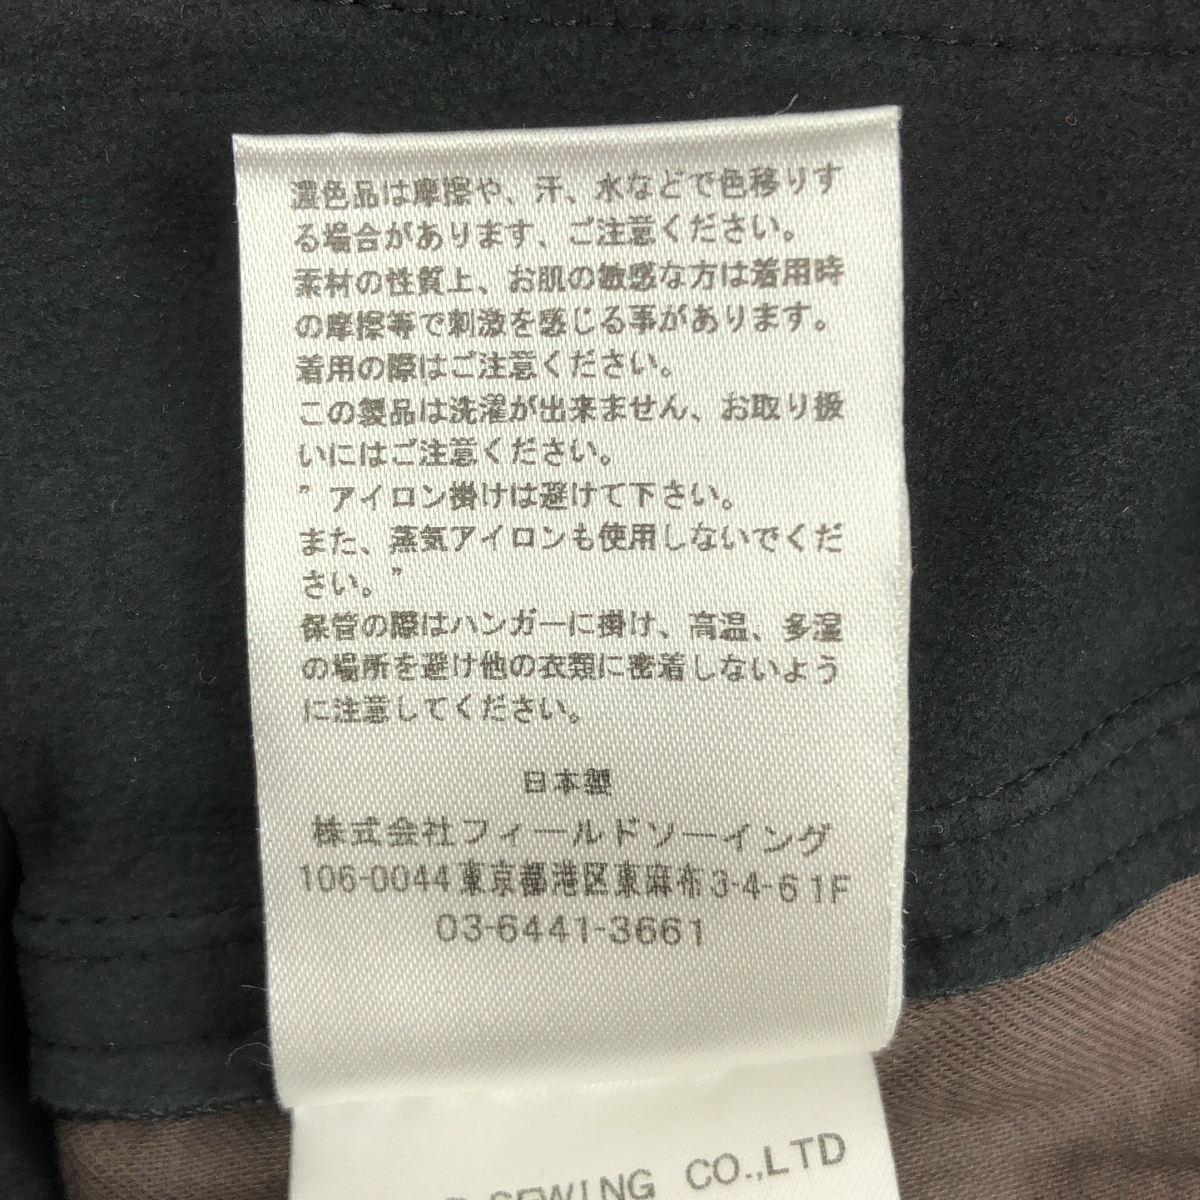 濃色品は摩擦や、汗、水などで色移りす
る場合があります、ご注意ください。
素材の性質上、お肌の敏感な方は着用時
の摩擦等で刺激を感じる事があります。
着用の際はご注意ください。
この製品は洗濯が出来ません、お取り扱
いにはご注意ください。
”アイロン掛けは避けて下さい。
また、蒸気アイロンも使用しないでくだ
さい。”
保管の際はハンガーに掛け、高温、多湿
の場所を避け他の衣類に密着しないよう
に注意してください。
日本製
株式会社フィールドソーイング
106-0044東京都港区東麻布3-4-6 1F
03-6441-3661
SEWING CO.,LTD